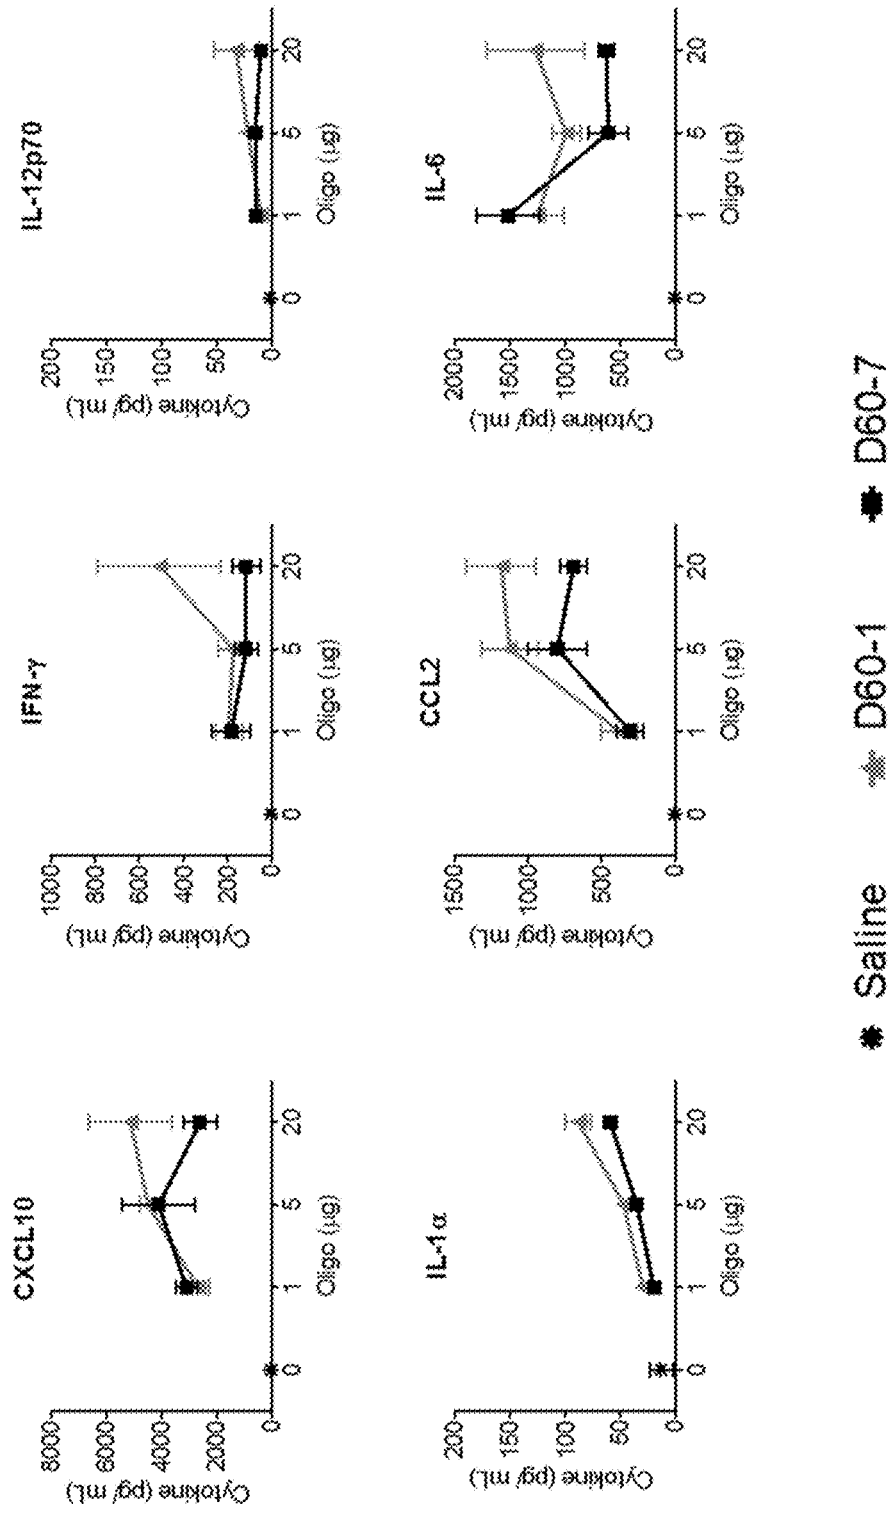 CXCL10
Cytokine (pg/ mL)
8000
6000
4000
2000
0
0 1 5 20
Oligo (µg)
IFN-γ
Cytokine (pg/ mL)
1000
800
600
400
200
0
0 1 5 20
Oligo (µg)
IL-12p70
Cytokine (pg/ mL)
200
150
100
50
0
0 1 5 20
Oligo (µg)
IL-1α
Cytokine (pg/ mL)
200
150
100
50
0
0 1 5 20
Oligo (µg)
CCL2
Cytokine (pg/ mL)
1500
1000
500
0
0 1 5 20
Oligo (µg)
IL-6
Cytokine (pg/ mL)
2000
1500
1000
500
0
0 1 5 20
Oligo (µg)
Saline D60-1 D60-7